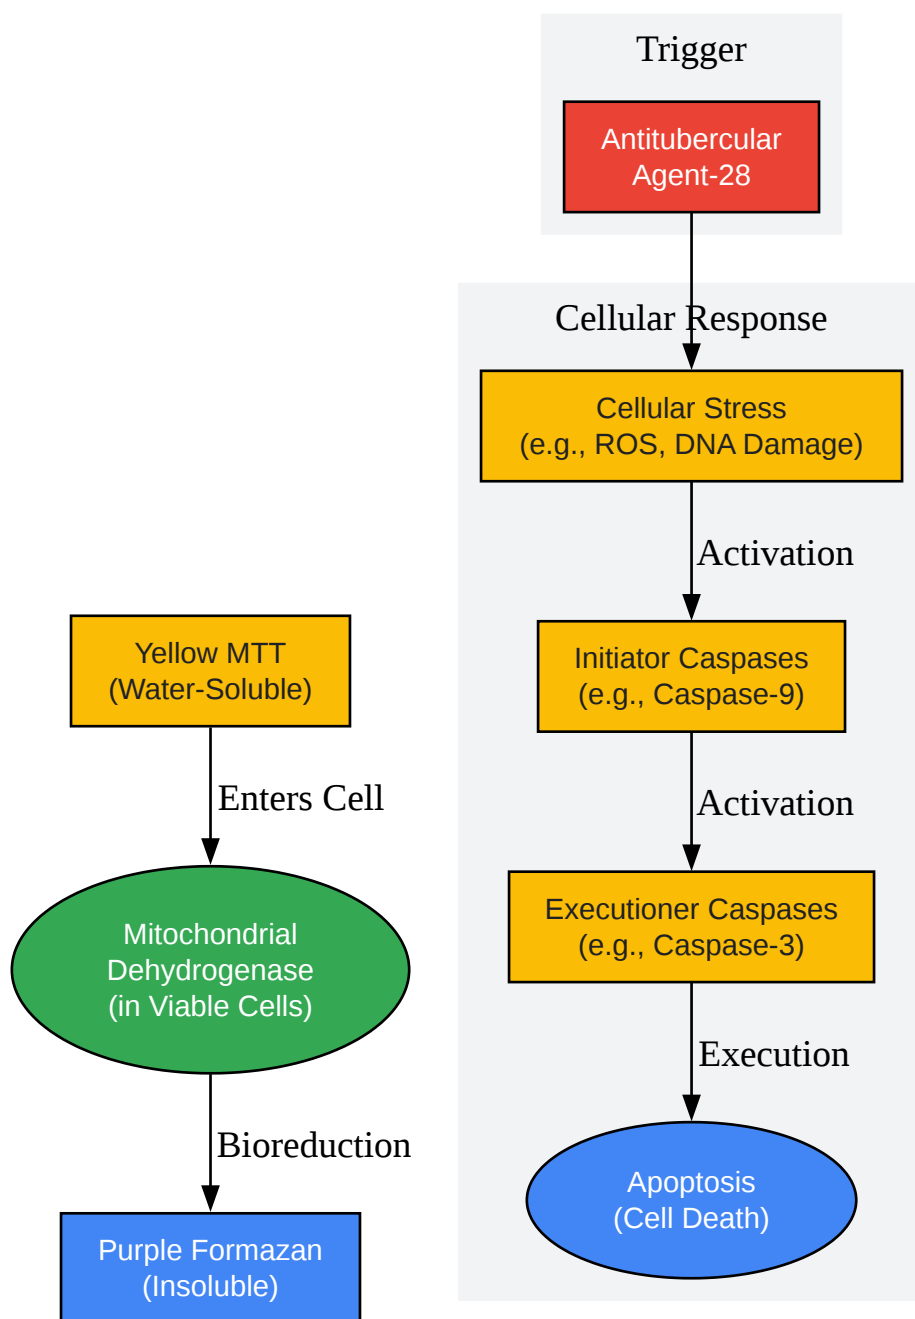 Trigger
Antitubercular
Agent-28
Cellular Response
Cellular Stress
(e.g., ROS, DNA Damage)
Activation
Initiator Caspases
(e.g., Caspase-9)
Activation
Executioner Caspases
(e.g., Caspase-3)
Execution
Apoptosis
(Cell Death)
Yellow MTT
(Water-Soluble)
Enters Cell
Mitochondrial
Dehydrogenase
(in Viable Cells)
Bioreduction
Purple Formazan
(Insoluble)